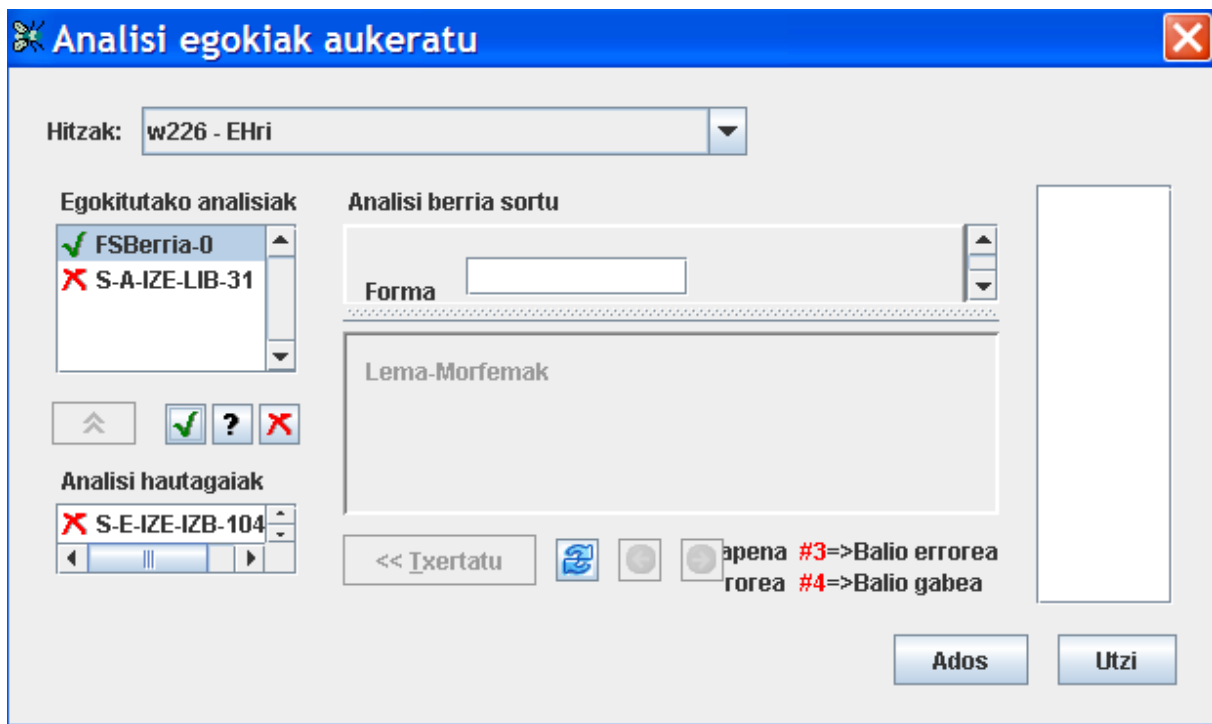 Analisi egokiak aukeratu
Hitzak: w226 - EHri
Egokitutako analisiak
FSBerria-0
S-A-IZE-LIB-31
Analisi hautagaiak
S-E-IZE-IZB-104
Analisi berria sortu
Forma
Lema-Morfemak
<< Txertatu
apena #3=>Balio errorea
rorea #4=>Balio gabea
Ados Utzi